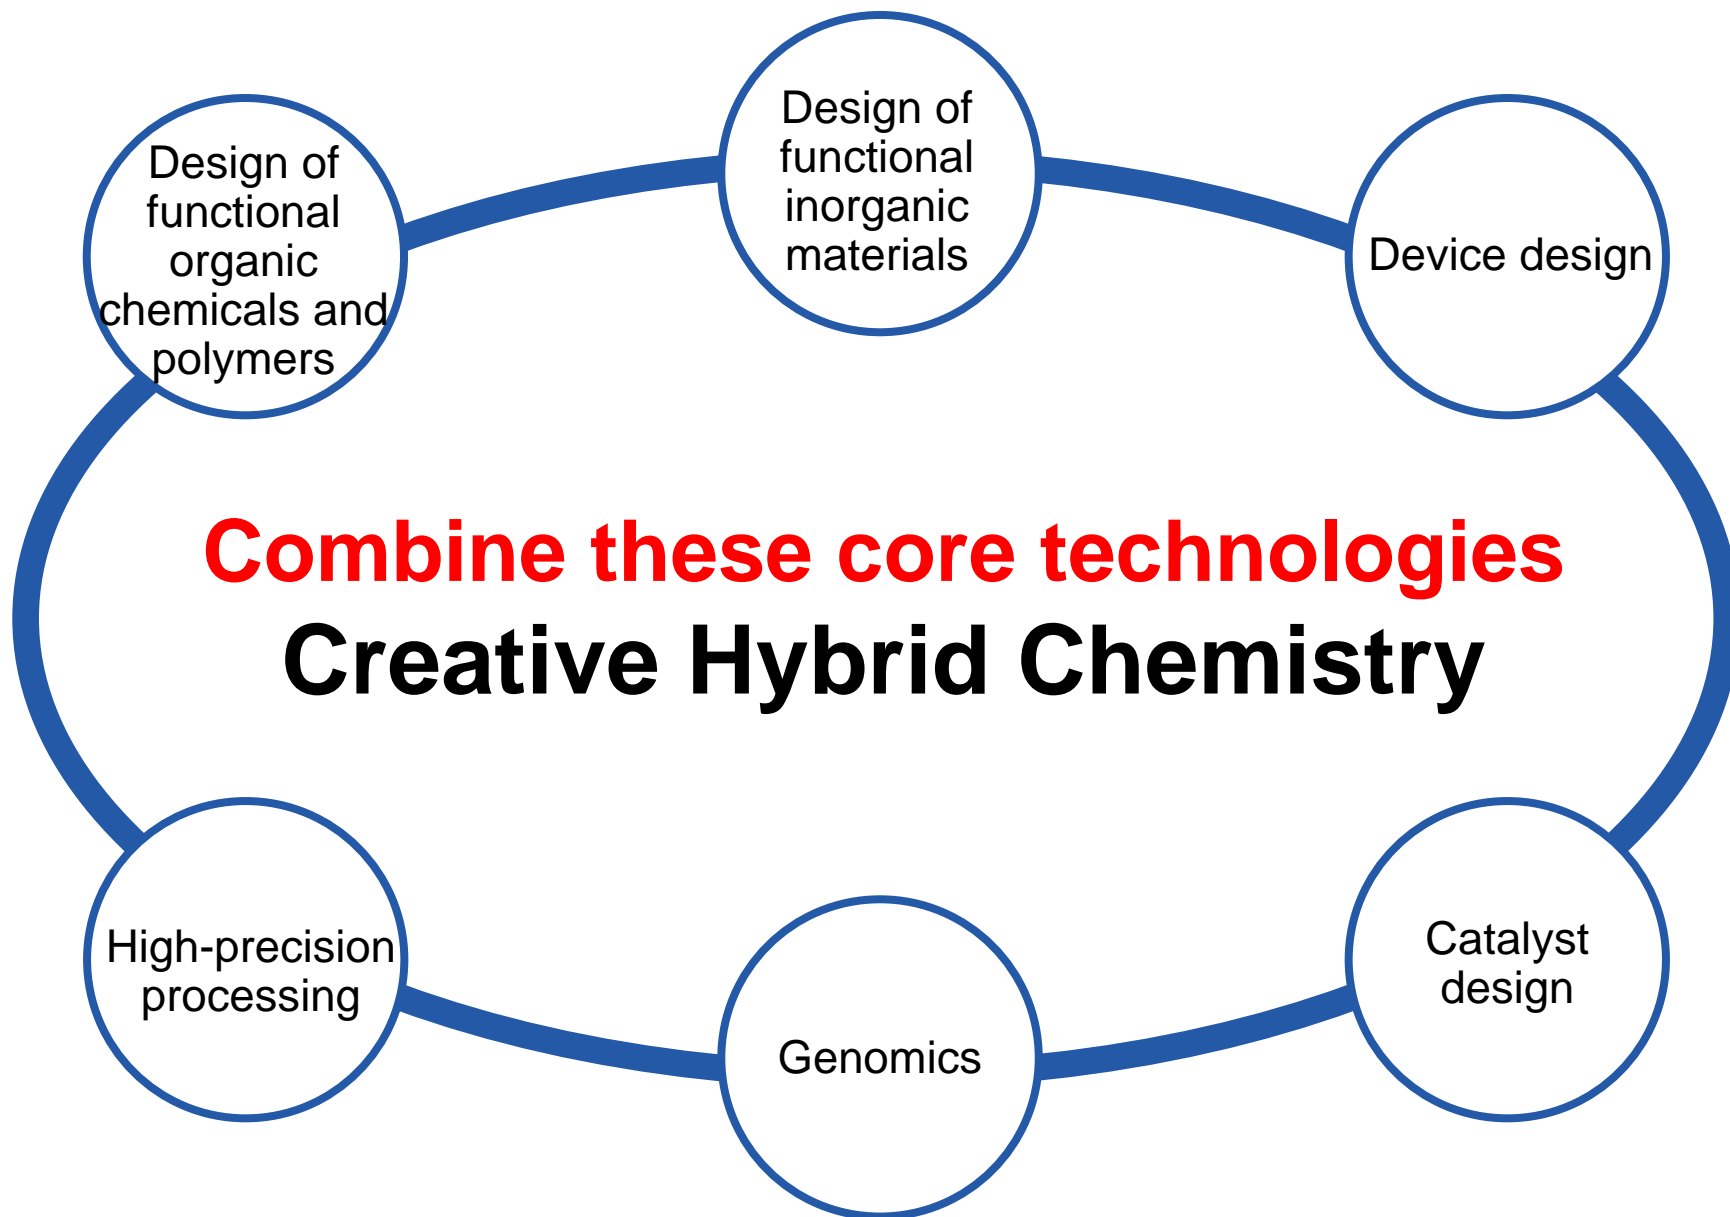 Design of
functional
organic
chemicals and
polymers
Design of
functional
inorganic
materials
Device design
Combine these core technologies
Creative Hybrid Chemistry
High-precision
processing
Genomics
Catalyst
design